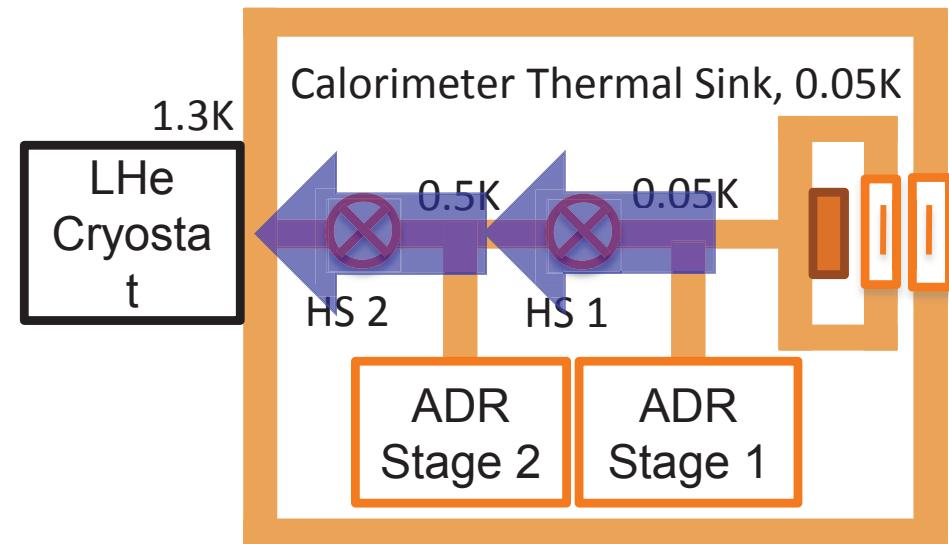 Calorimeter Thermal Sink, 0.05K
1.3K
LHe
Cryosta
t
0.5K
0.05K
HS 2
HS 1
ADR
Stage 2
ADR
Stage 1